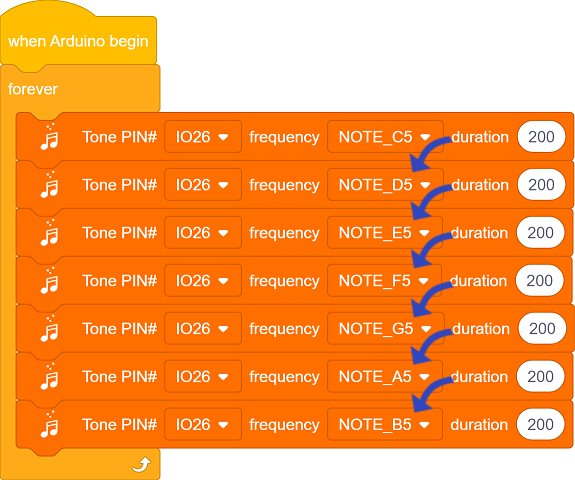 when Arduino begin
forever
Tone PIN# IO26 frequency NOTE_C5 duration 200
Tone PIN# IO26 frequency NOTE_D5 duration 200
Tone PIN# IO26 frequency NOTE_E5 duration 200
Tone PIN# IO26 frequency NOTE_F5 duration 200
Tone PIN# IO26 frequency NOTE_G5 duration 200
Tone PIN# IO26 frequency NOTE_A5 duration 200
Tone PIN# IO26 frequency NOTE_B5 duration 200